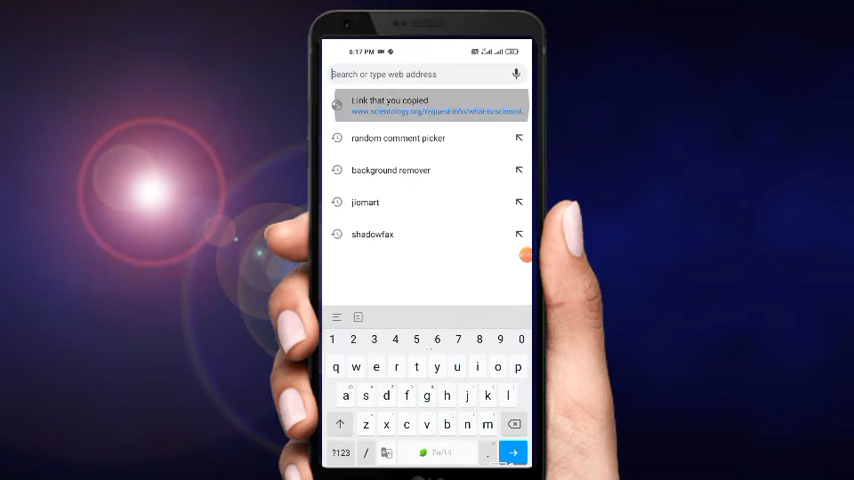 6:17 PM
Search or type web address
Link that you copied
www.scientology.org/request-info/what-is-scientol...
random comment picker
background remover
jiomart
shadowfax
1 2 3 4 5 6 7 8 9 0
q w e r t y u i o p
a s d f g h j k l
z x c v b n m
?123 / En/Hi .